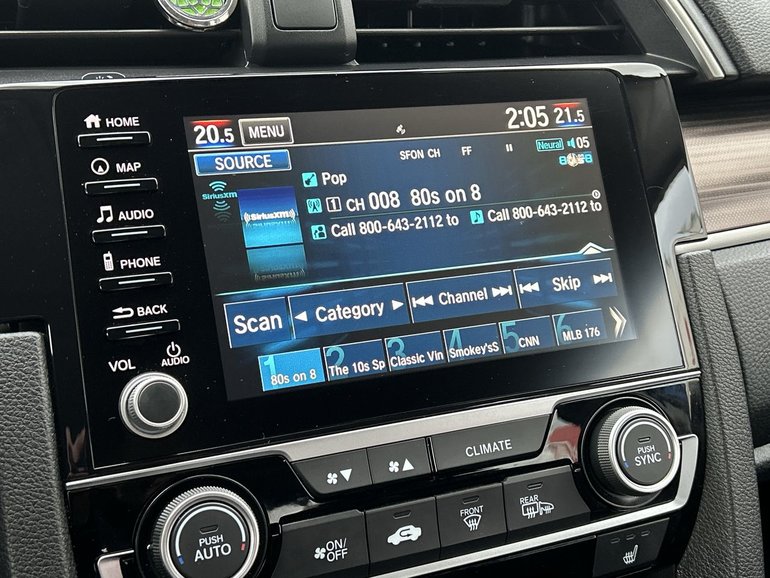 HOME
MAP
AUDIO
PHONE
BACK
VOL
AUDIO
20.5
MENU
2:05
21.5
SOURCE
SFON CH FF
Neural
05
SiriusXM
((SiriusXM))
Pop
1 CH 008 80s on 8
Call 800-643-2112 to
Call 800-643-2112 to
Scan
Category
Channel
Skip
1 80s on 8
2 The 10s Sp
3 Classic Vin
4 Smokey'sS
5 CNN
6 MLB 176
CLIMATE
PUSH
AUTO
ON/
OFF
FRONT
REAR
PUSH
SYNC